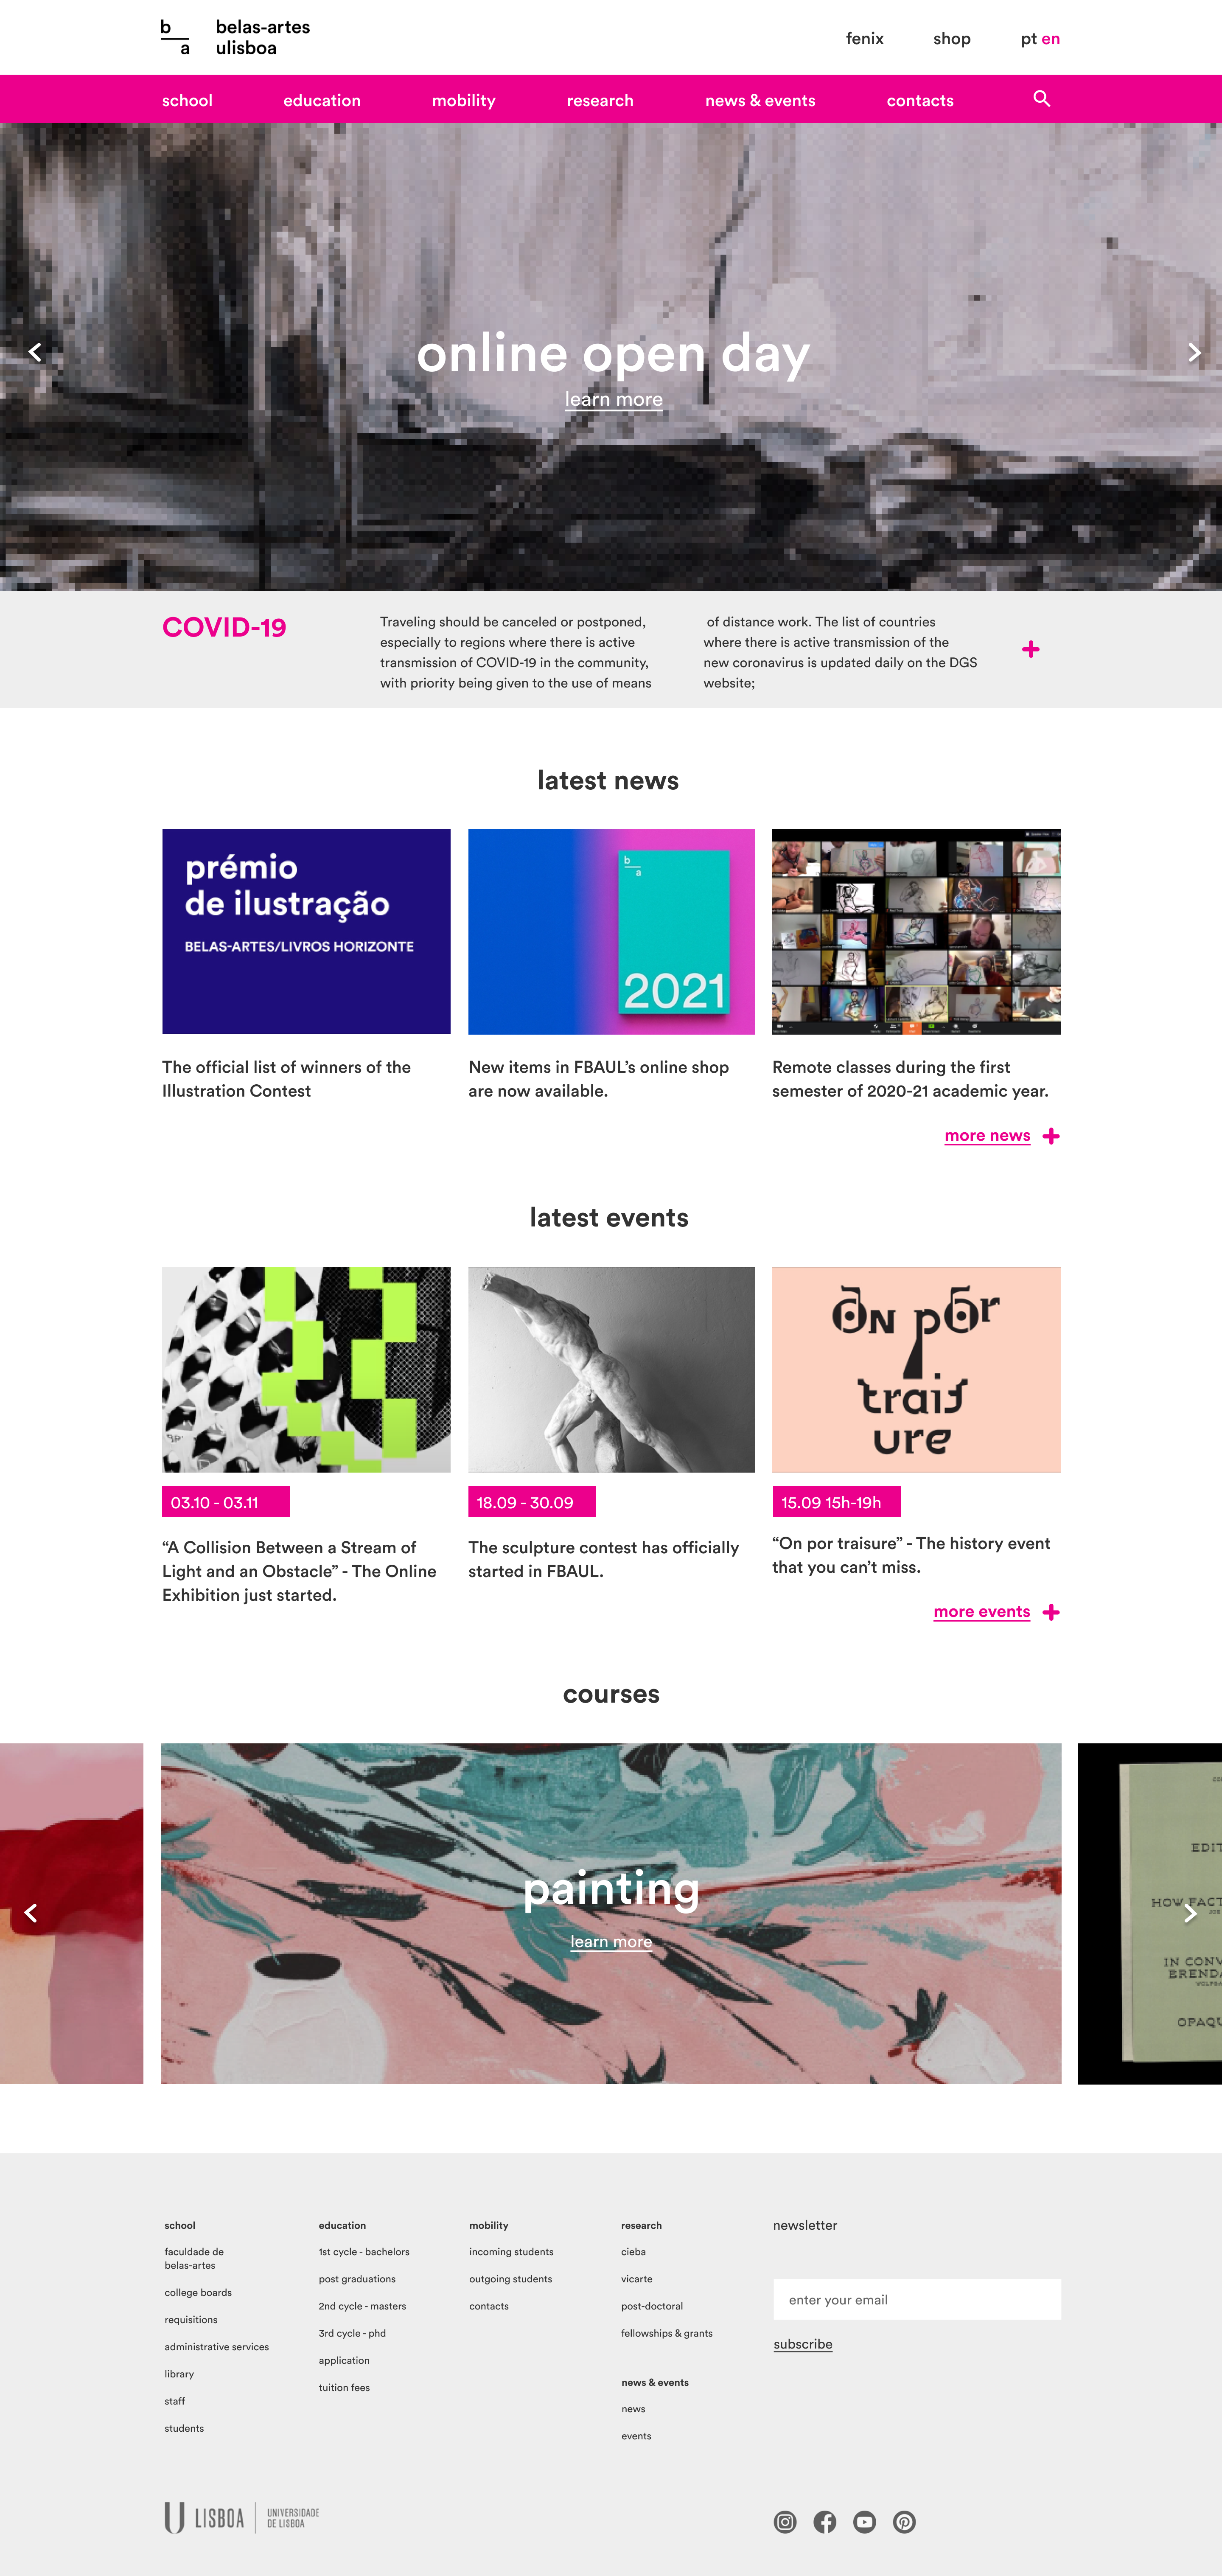 b
a
belas-artes
ulisboa
fenix
shop
pt en
school
education
mobility
research
news & events
contacts
online open day
learn more
COVID-19
Traveling should be canceled or postponed,
especially to regions where there is active
transmission of COVID-19 in the community,
with priority being given to the use of means
of distance work. The list of countries
where there is active transmission of the
new coronavirus is updated daily on the DGS
website;
latest news
prémio
de ilustração
BELAS-ARTES/LIVROS HORIZONTE
b
a
2021
The official list of winners of the
Illustration Contest
New items in FBAUL’s online shop
are now available.
Remote classes during the first
semester of 2020-21 academic year.
more news
latest events
ŌN pŌr
traiſ
ure
03.10 - 03.11
18.09 - 30.09
15.09 15h-19h
“A Collision Between a Stream of
Light and an Obstacle” - The Online
Exhibition just started.
The sculpture contest has officially
started in FBAUL.
“On por traisure” - The history event
that you can’t miss.
more events
courses
painting
learn more
EDIT
HOW FACT
IN CONV
BRENDA
WOLFRA
OPAQU
school
faculdade de
belas-artes
college boards
requisitions
administrative services
library
staff
students
education
1st cycle - bachelors
post graduations
2nd cycle - masters
3rd cycle - phd
application
tuition fees
mobility
incoming students
outgoing students
contacts
research
cieba
vicarte
post-doctoral
fellowships & grants
news & events
news
events
newsletter
enter your email
subscribe
U LISBOA
UNIVERSIDADE
DE LISBOA